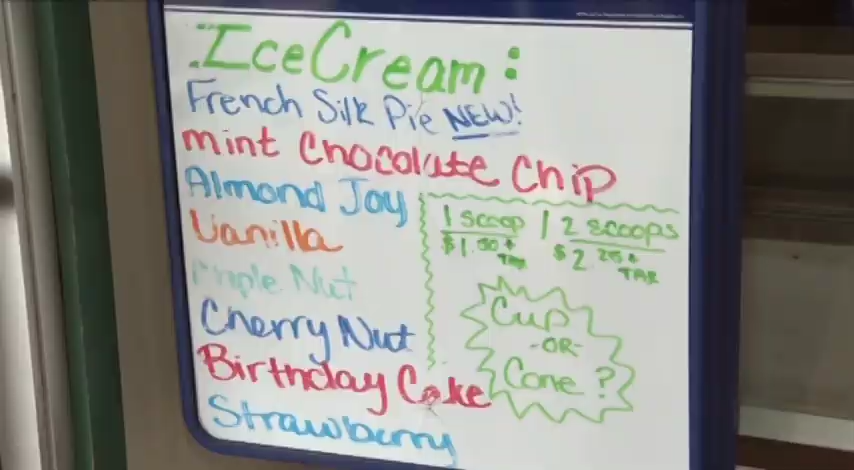 IceCream:
French Silk Pie NEW!
mint Chocolate Chip
Almond Joy
Vanilla
Nut
Cherry Nut
Birthday Cake
Strawberry
1 scoop | 2 scoops
$1.50 + TAX $2.25 + TAX
Cup
-OR-
Cone?